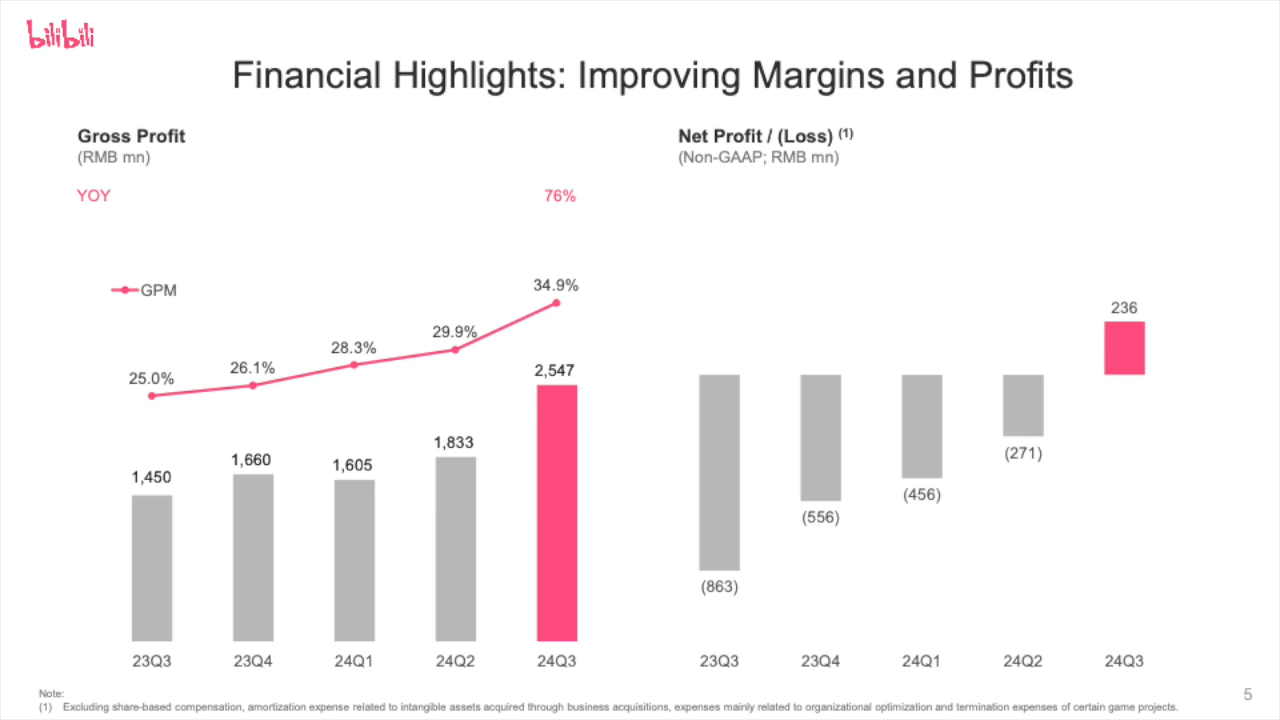 bilibili
Financial Highlights: Improving Margins and Profits
Gross Profit
(RMB mn)
YOY
76%
GPM
25.0%
26.1%
28.3%
29.9%
34.9%
1,450
1,660
1,605
1,833
2,547
23Q3
23Q4
24Q1
24Q2
24Q3
Net Profit / (Loss) (1)
(Non-GAAP; RMB mn)
(863)
(556)
(456)
(271)
236
23Q3
23Q4
24Q1
24Q2
24Q3
Note:
(1) Excluding share-based compensation, amortization expense related to intangible assets acquired through business acquisitions, expenses mainly related to organizational optimization and termination expenses of certain game projects.
5